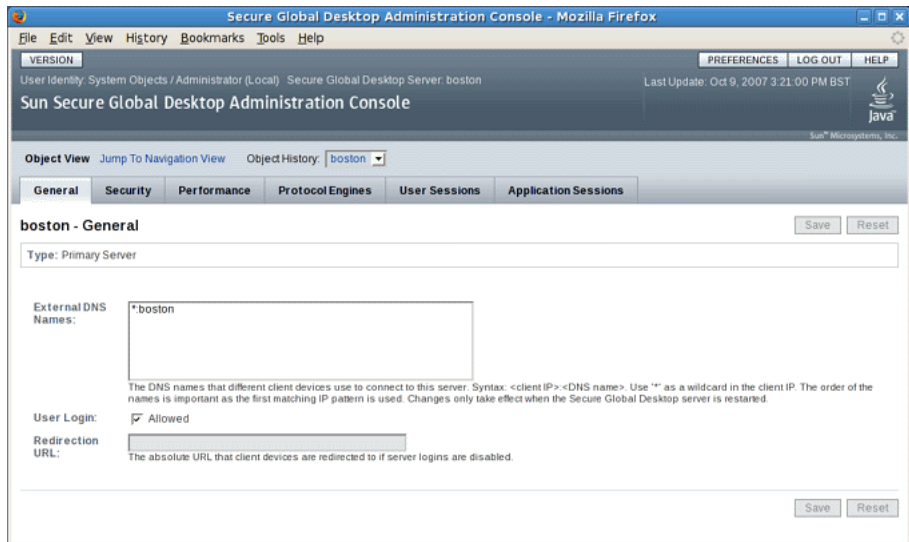 Secure Global Desktop Administration Console - Mozilla Firefox
File Edit View History Bookmarks Tools Help
VERSION PREFERENCES LOG OUT HELP
User Identity: System Objects / Administrator (Local) Secure Global Desktop Server: boston Last Update: Oct 9, 2007 3:21:00 PM BST
Sun Secure Global Desktop Administration Console
Java
Sun™ Microsystems, Inc.
Object View Jump To Navigation View Object History: boston
General Security Performance Protocol Engines User Sessions Application Sessions
boston - General Save Reset
Type: Primary Server
External DNS Names: *:boston
The DNS names that different client devices use to connect to this server. Syntax: <client IP>:<DNS name>. Use '*' as a wildcard in the client IP. The order of the
names is important as the first matching IP pattern is used. Changes only take effect when the Secure Global Desktop server is restarted.
User Login: Allowed
Redirection URL:
The absolute URL that client devices are redirected to if server logins are disabled.
Save Reset